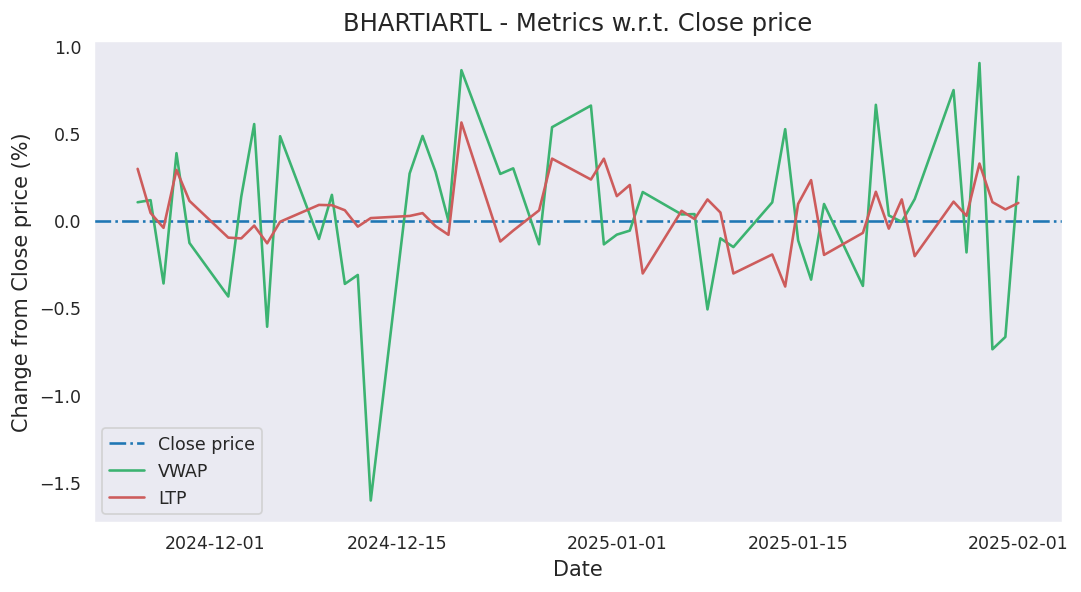 BHARTIARTL - Metrics w.r.t. Close price
Change from Close price (%)
1.0
0.5
0.0
−0.5
−1.0
−1.5
Close price
VWAP
LTP
2024-12-01
2024-12-15
2025-01-01
2025-01-15
2025-02-01
Date